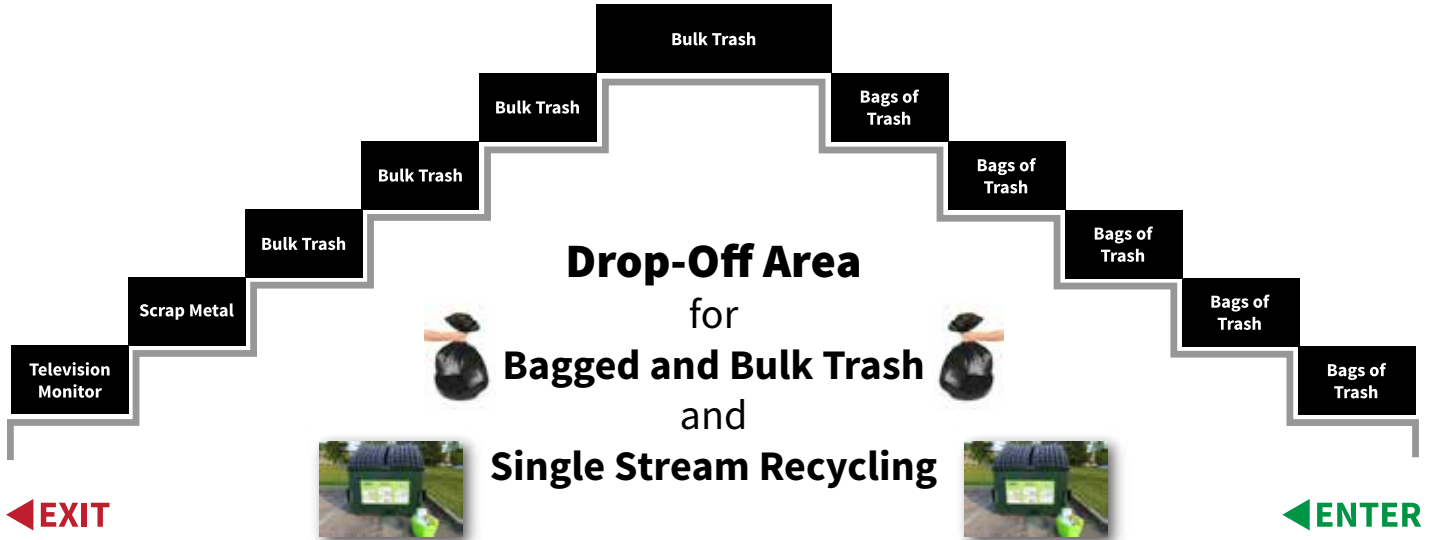 Bulk Trash
Bulk Trash
Bags of
Trash
Bulk Trash
Bags of
Trash
Bulk Trash
Bags of
Trash
Scrap Metal
Bags of
Trash
Television
Monitor
Bags of
Trash
Drop-Off Area
for
Bagged and Bulk Trash
and
Single Stream Recycling
EXIT
ENTER